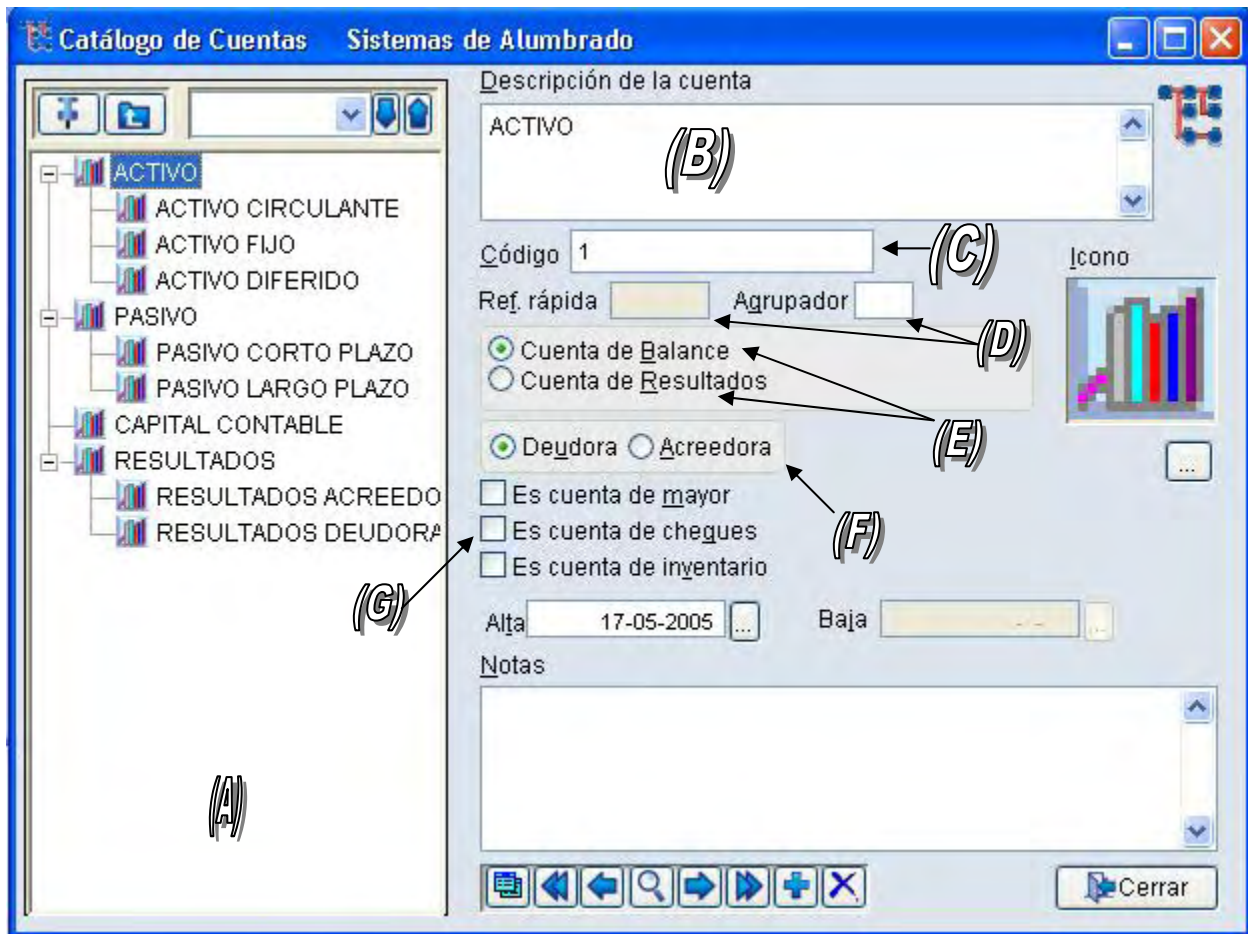 Catálogo de Cuentas Sistemas de Alumbrado
ACTIVO
ACTIVO CIRCULANTE
ACTIVO FIJO
ACTIVO DIFERIDO
PASIVO
PASIVO CORTO PLAZO
PASIVO LARGO PLAZO
CAPITAL CONTABLE
RESULTADOS
RESULTADOS ACREEDO
RESULTADOS DEUDORA
(A)
Descripción de la cuenta
ACTIVO
(B)
Código 1
(C)
Icono
Ref. rápida Agrupador
(D)
Cuenta de Balance
Cuenta de Resultados
(E)
...
Deudora Acreedora
(F)
Es cuenta de mayor
Es cuenta de cheques
Es cuenta de inventario
(G)
Alta 17-05-2005 ... Baja - - ...
Notas
Cerrar